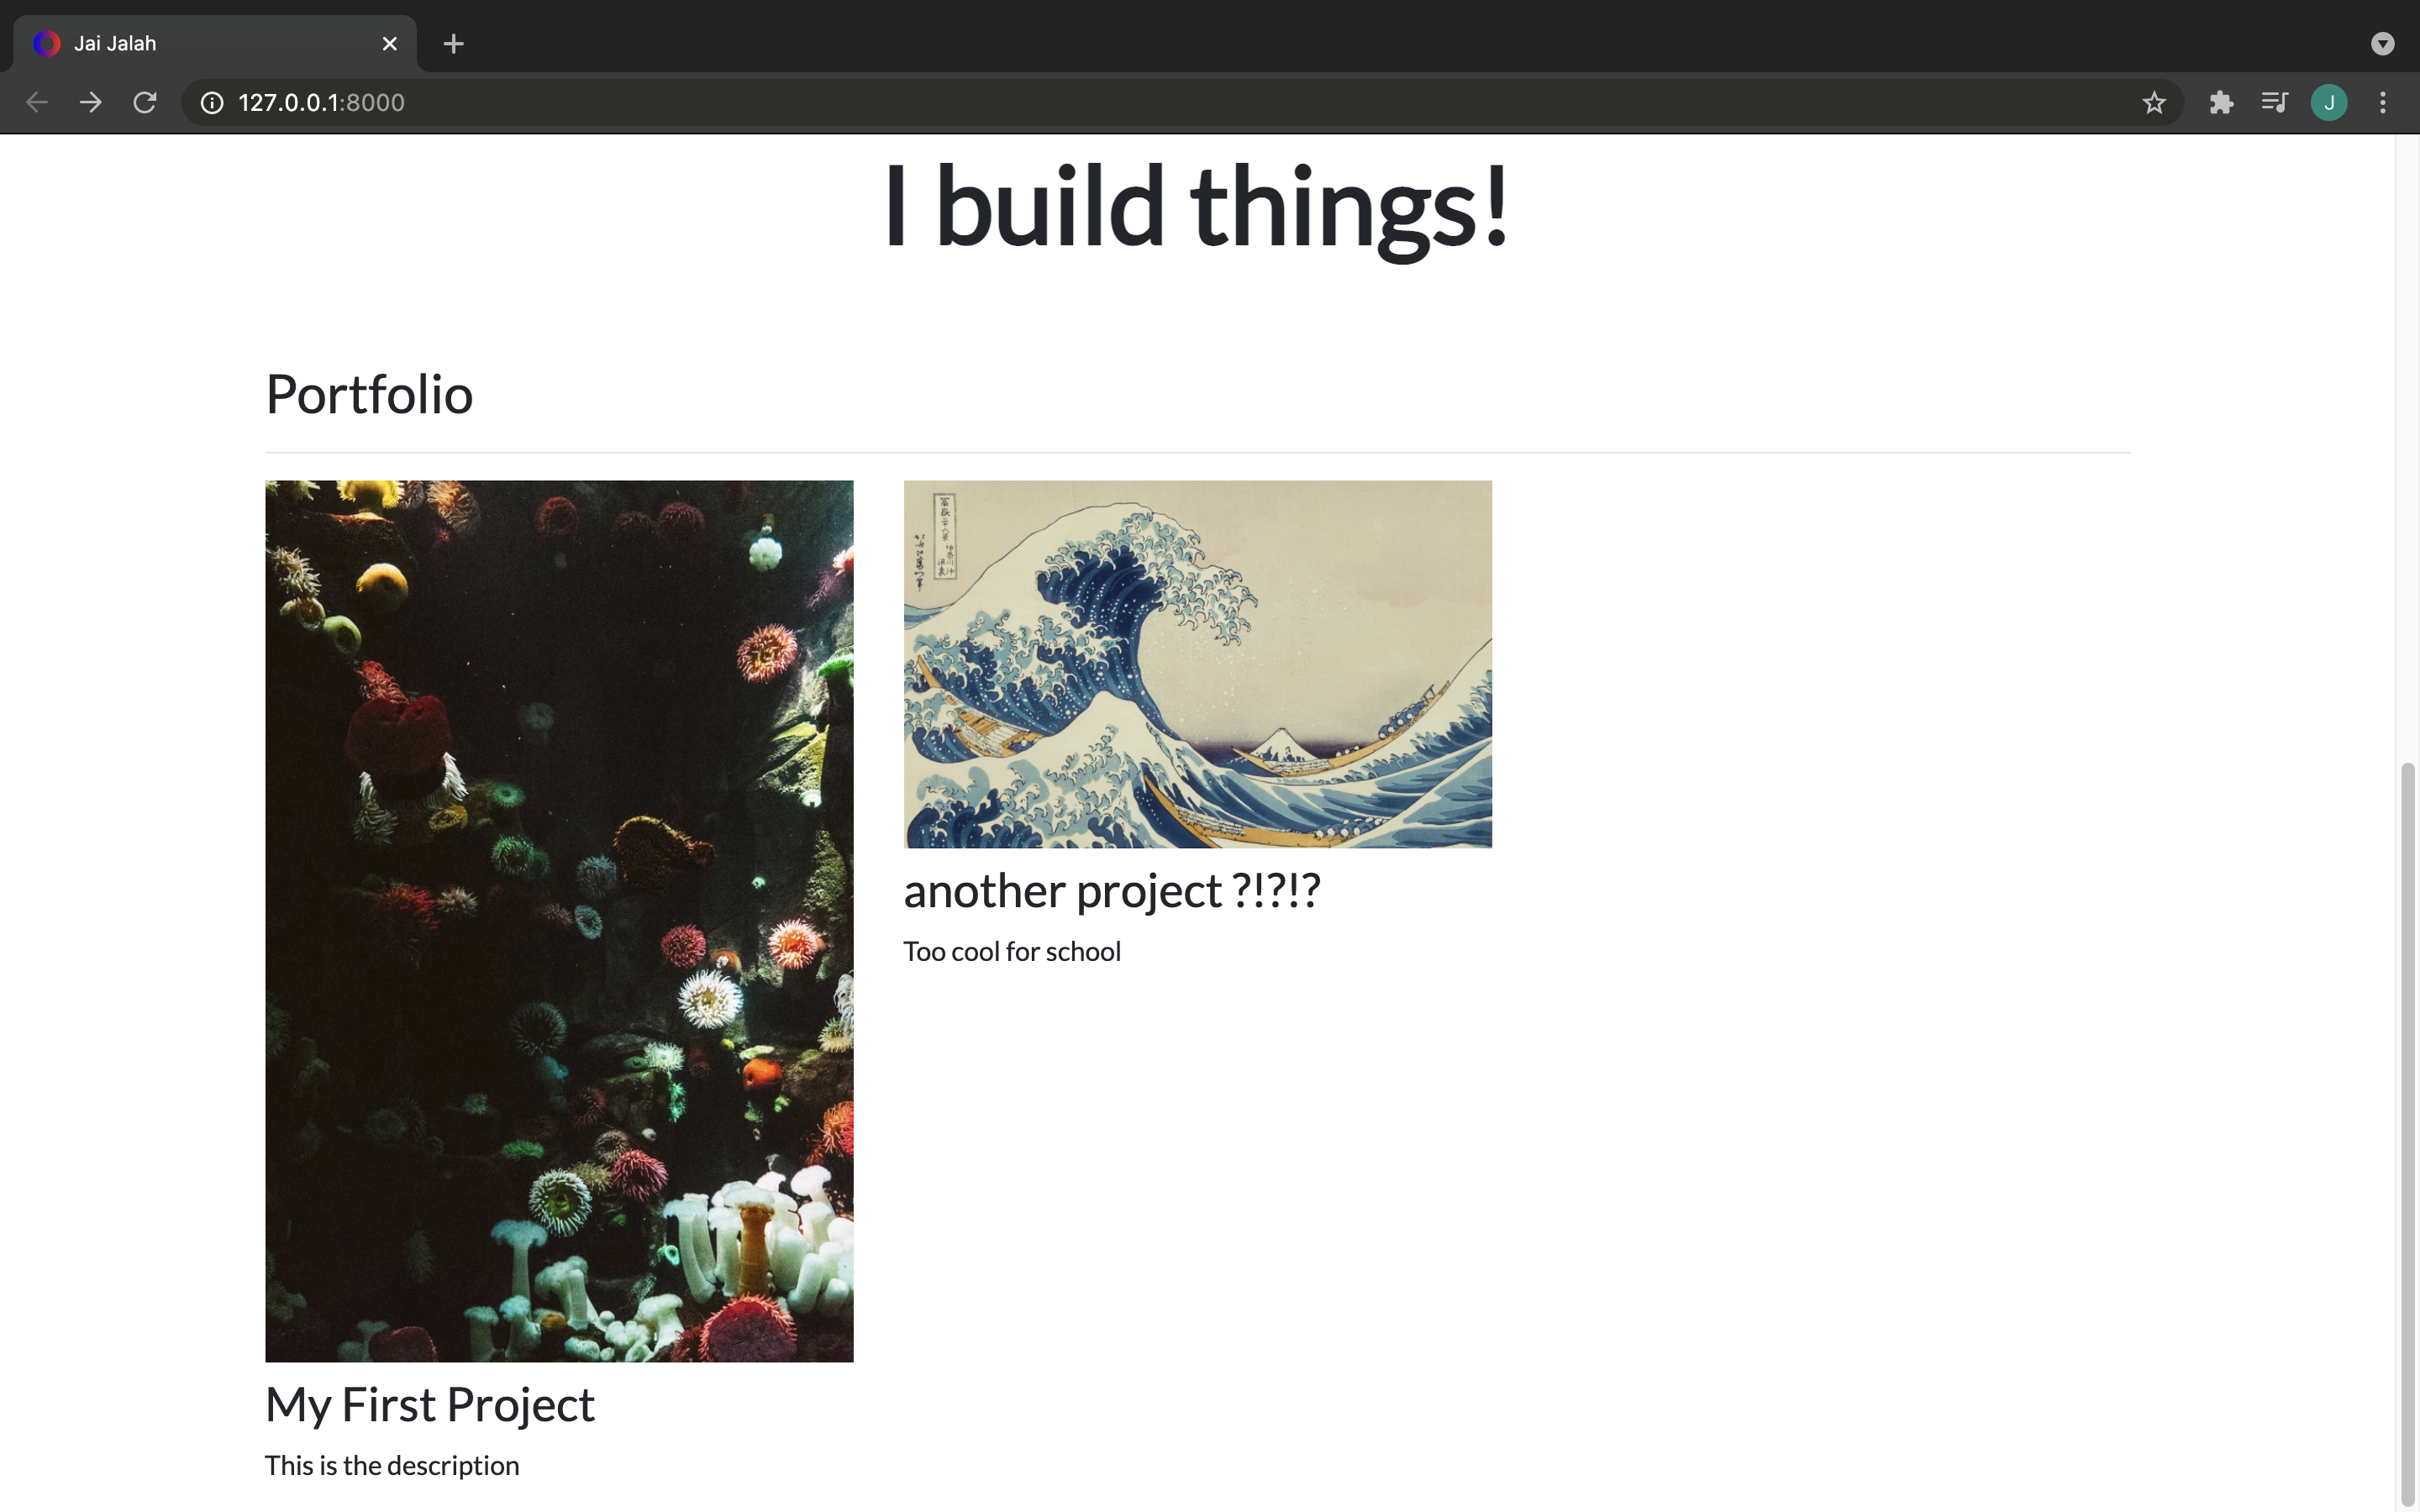 Jai Jalah
127.0.0.1:8000
J
I build things!
Portfolio
another project ?!?!?
Too cool for school
My First Project
This is the description